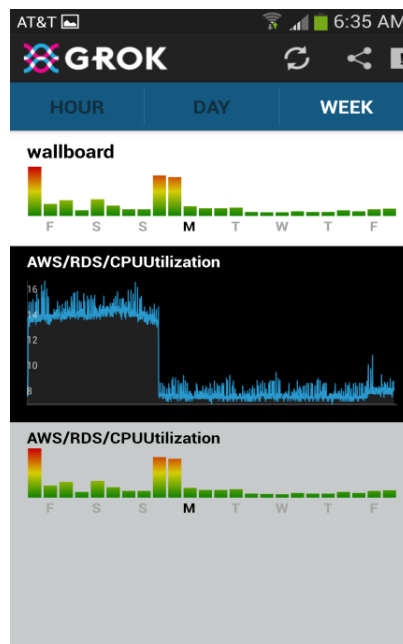 AT&T 6:35 AM
GROK
HOUR DAY WEEK
wallboard
F S S M T W T F
AWS/RDS/CPUUtilization
16
14
12
10
8
AWS/RDS/CPUUtilization
F S S M T W T F